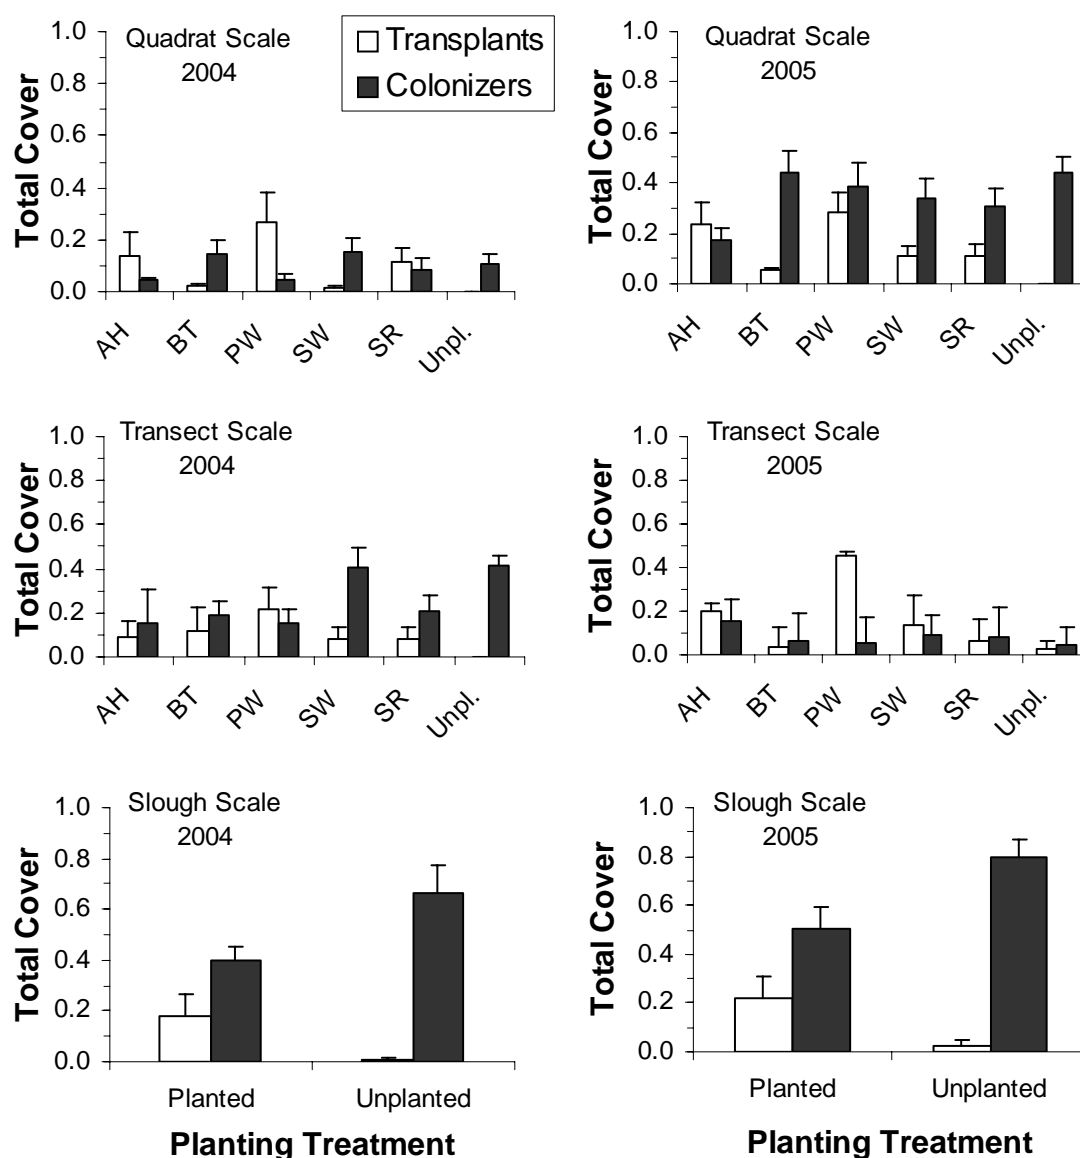 Quadrat Scale
2004
Transplants
Colonizers
Total Cover
1.0
0.8
0.6
0.4
0.2
0.0
AH
BT
PW
SW
SR
Unpl.
Quadrat Scale
2005
Total Cover
1.0
0.8
0.6
0.4
0.2
0.0
AH
BT
PW
SW
SR
Unpl.
Transect Scale
2004
Total Cover
1.0
0.8
0.6
0.4
0.2
0.0
AH
BT
PW
SW
SR
Unpl.
Transect Scale
2005
Total Cover
1.0
0.8
0.6
0.4
0.2
0.0
AH
BT
PW
SW
SR
Unpl.
Slough Scale
2004
Total Cover
1.0
0.8
0.6
0.4
0.2
0.0
Planted
Unplanted
Planting Treatment
Slough Scale
2005
Total Cover
1.0
0.8
0.6
0.4
0.2
0.0
Planted
Unplanted
Planting Treatment